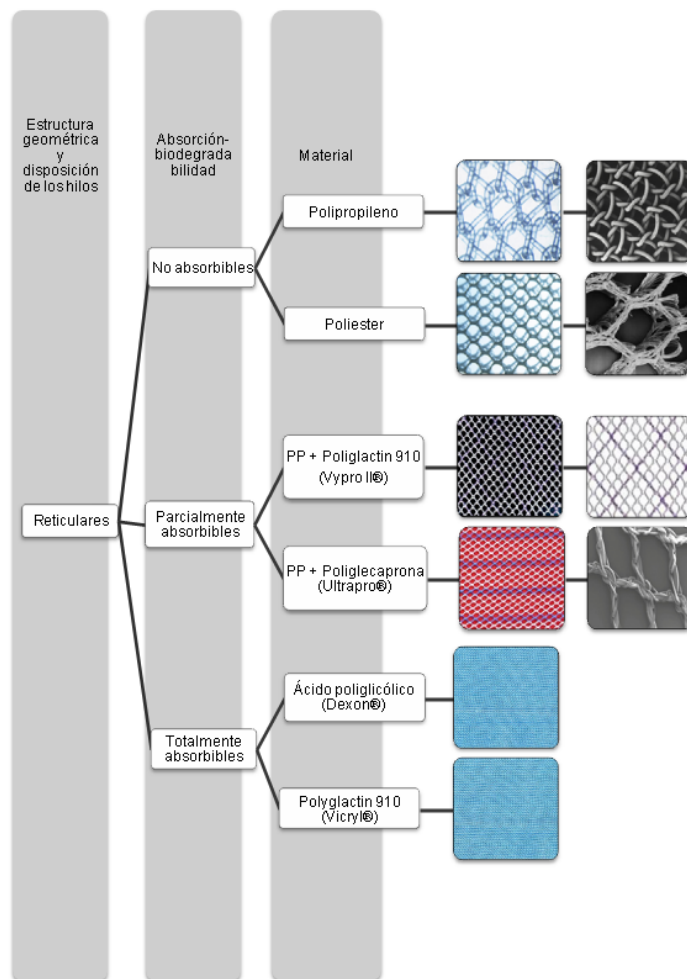 Estructura
geométrica
y
disposición
de los hilos
Absorción-
biodegrada
bilidad
Material
Polipropileno
No absorbibles
Poliester
PP + Poliglactin 910
(Vypro II®)
Reticulares
Parcialmente
absorbibles
PP + Poliglecaprona
(Ultrapro®)
Ácido poliglicólico
(Dexon®)
Totalmente
absorbibles
Polyglactin 910
(Vicryl®)